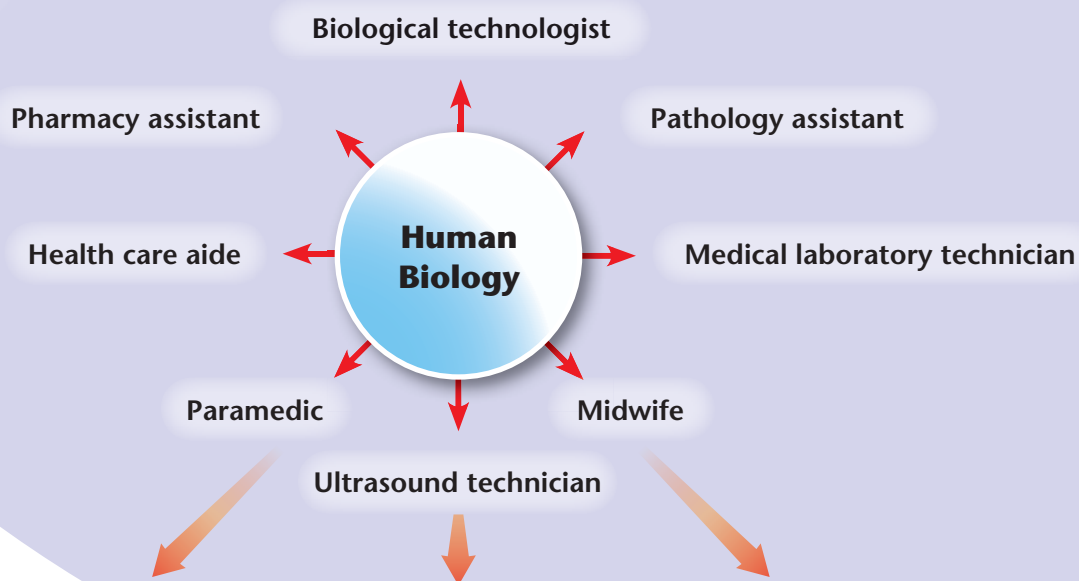 Biological technologist
Pharmacy assistant
Pathology assistant
Human
Biology
Health care aide
Medical laboratory technician
Paramedic
Midwife
Ultrasound technician